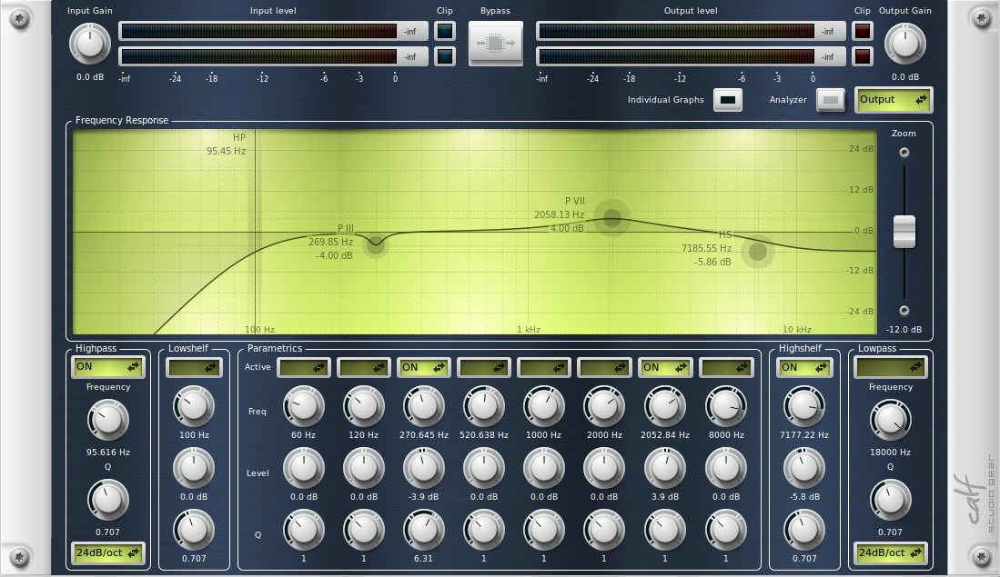 Input Gain Input level Clip Bypass Output level Clip Output Gain
-inf -inf
-inf -inf
0.0 dB -inf -24 -18 -12 -6 -3 0 -inf -24 -18 -12 -6 -3 0 0.0 dB
Individual Graphs Analyzer Output
Frequency Response
Zoom
HP
95.45 Hz
24 dB
12 dB
P VII
2058.13 Hz
4.00 dB
P III
269.85 Hz
-4.00 dB
0 dB
HS
7185.55 Hz
-5.86 dB
-12 dB
-24 dB
100 Hz 1 kHz 10 kHz
-12.0 dB
Highpass Lowshelf Parametrics Highshelf Lowpass
ON Active ON ON ON
Frequency Frequency
Freq
100 Hz 60 Hz 120 Hz 270.645 Hz 520.638 Hz 1000 Hz 2000 Hz 2052.84 Hz 8000 Hz 7177.22 Hz
95.616 Hz 18000 Hz
Q Q
Level
0.0 dB 0.0 dB 0.0 dB -3.9 dB 0.0 dB 0.0 dB 0.0 dB 3.9 dB 0.0 dB -5.8 dB
0.707 Q 0.707
24dB/oct 0.707 1 1 6.31 1 1 1 1 1 0.707 24dB/oct
calf
studio gear